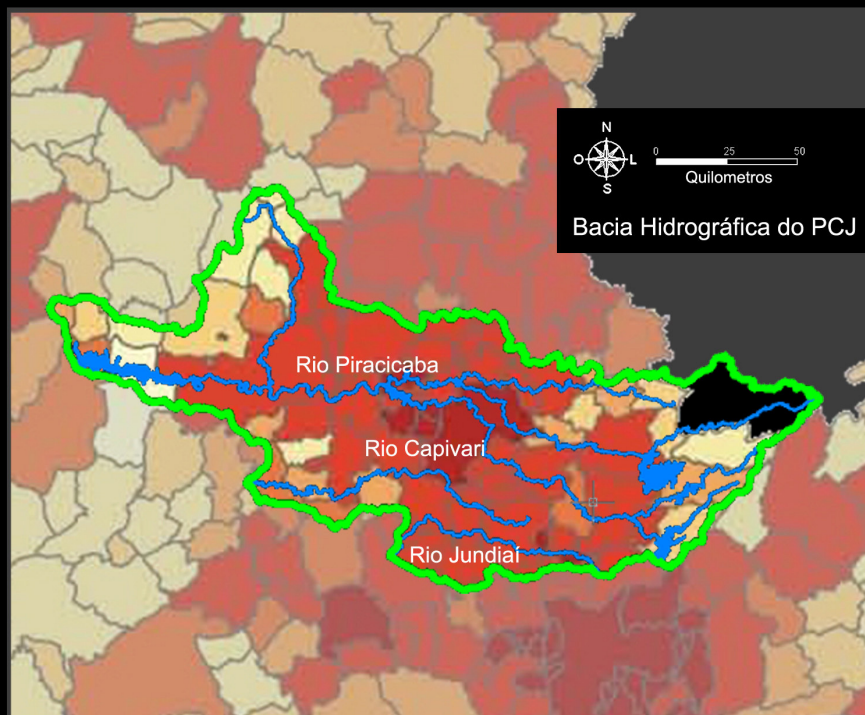 N
O L
S
0 25 50
Quilometros
Bacia Hidrográfica do PCJ
Rio Piracicaba
Rio Capivari
Rio Jundiaí